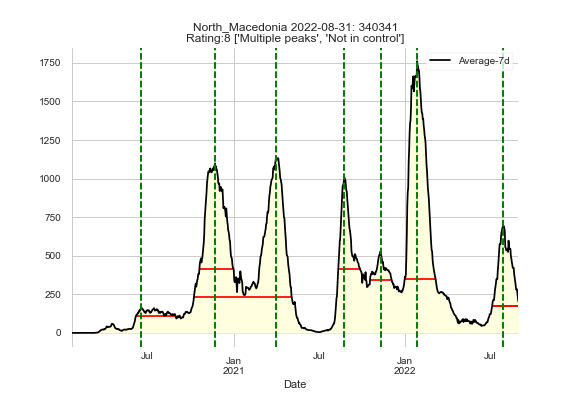 North_Macedonia 2022-08-31: 340341
Rating:8 ['Multiple peaks', 'Not in control']
Average-7d
1750
1500
1250
1000
750
500
250
0
Jul
Jan
2021
Jul
Jan
2022
Jul
Date